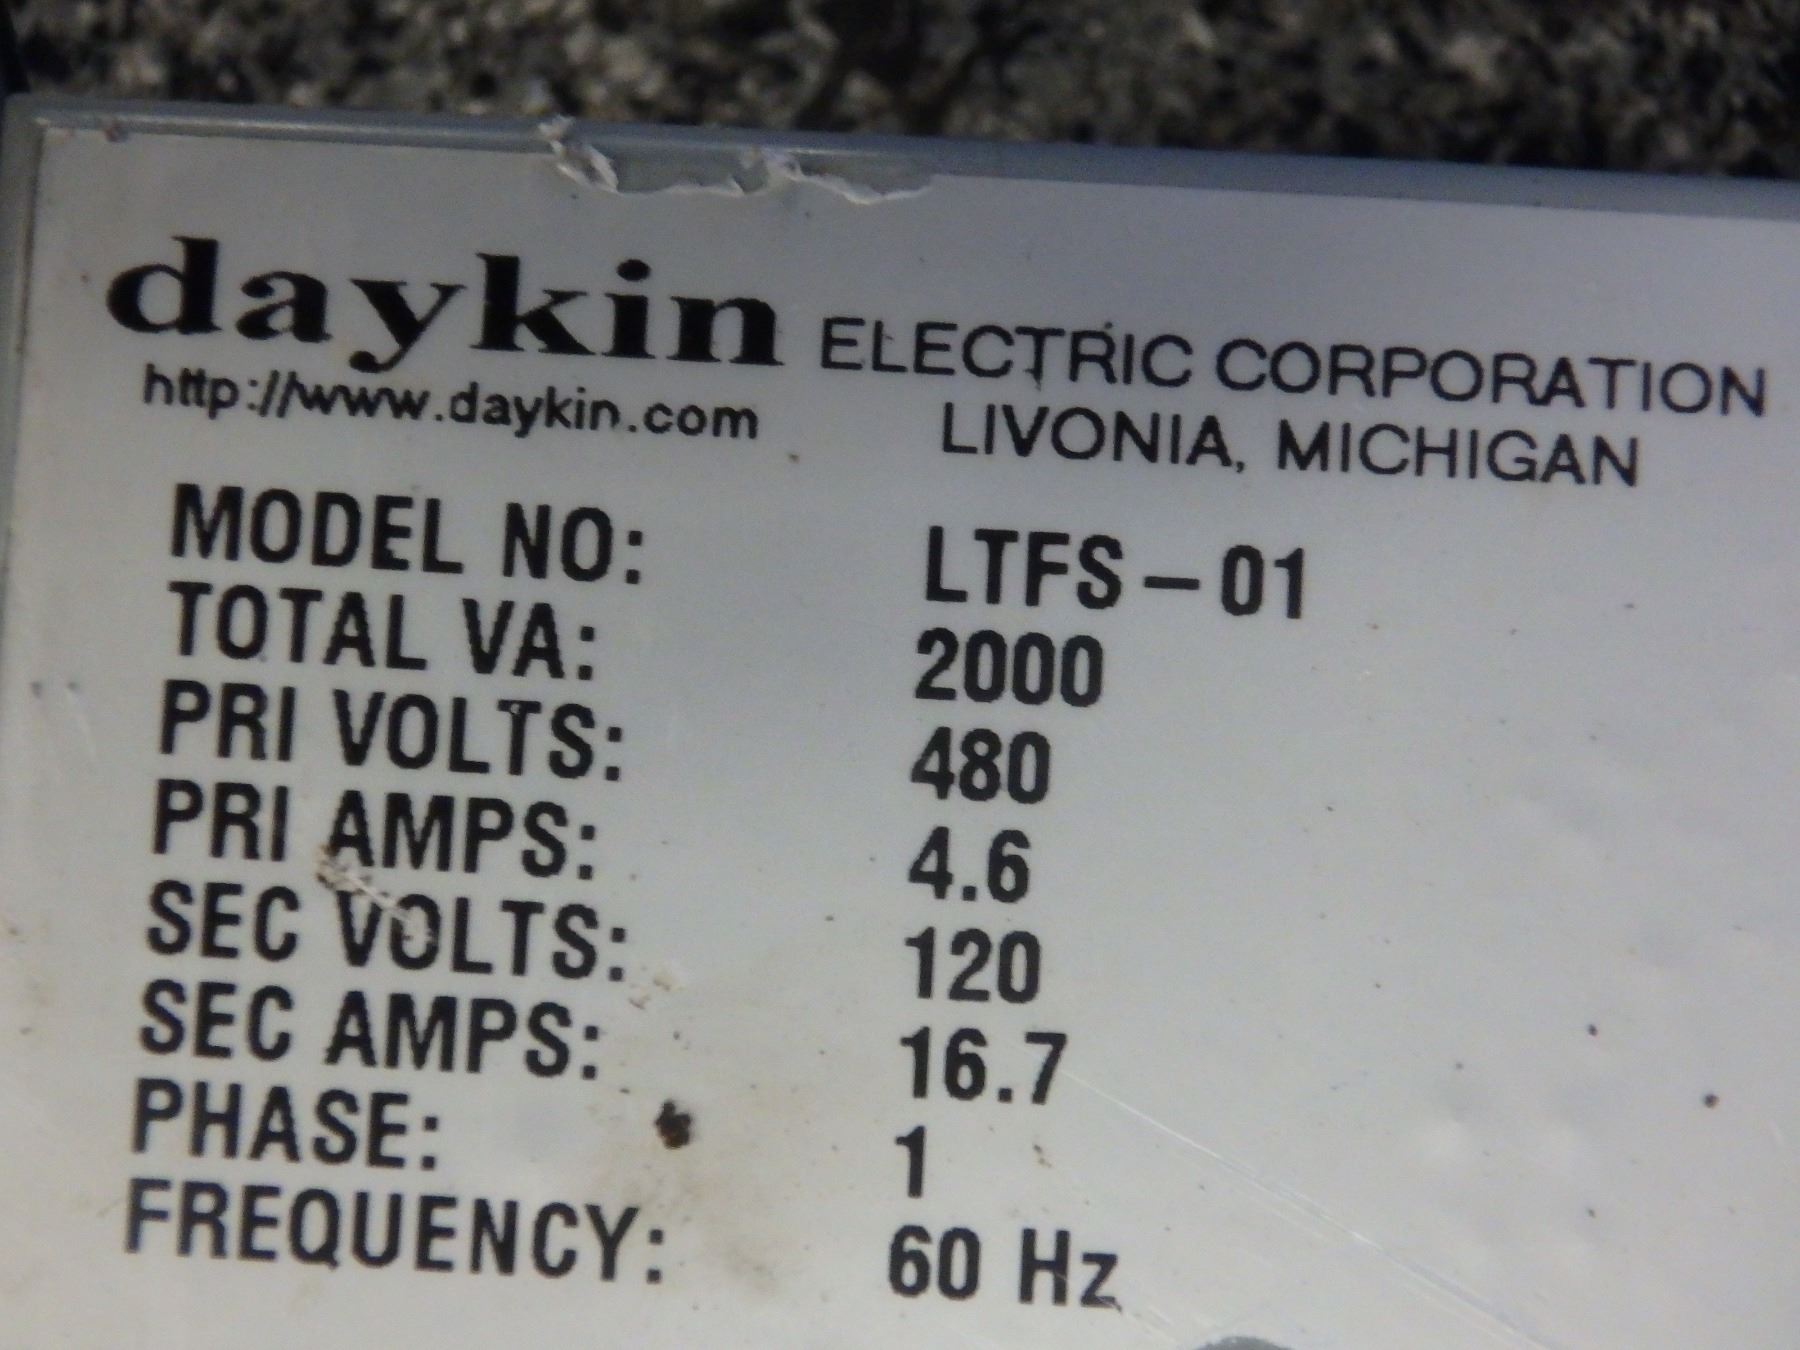 daykin ELECTRIC CORPORATION
http://www.daykin.com LIVONIA, MICHIGAN
MODEL NO: LTFS-01
TOTAL VA: 2000
PRI VOLTS: 480
PRI AMPS: 4.6
SEC VOLTS: 120
SEC AMPS: 16.7
PHASE: 1
FREQUENCY: 60 Hz